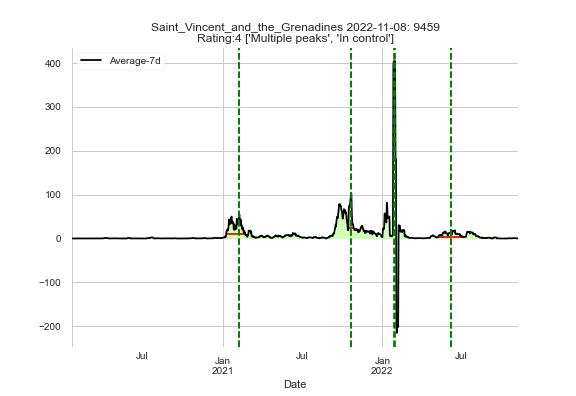 Saint_Vincent_and_the_Grenadines 2022-11-08: 9459
Rating:4 ['Multiple peaks', 'In control']
Average-7d
400
300
200
100
0
−100
−200
Jul
Jan
2021
Jul
Jan
2022
Jul
Date